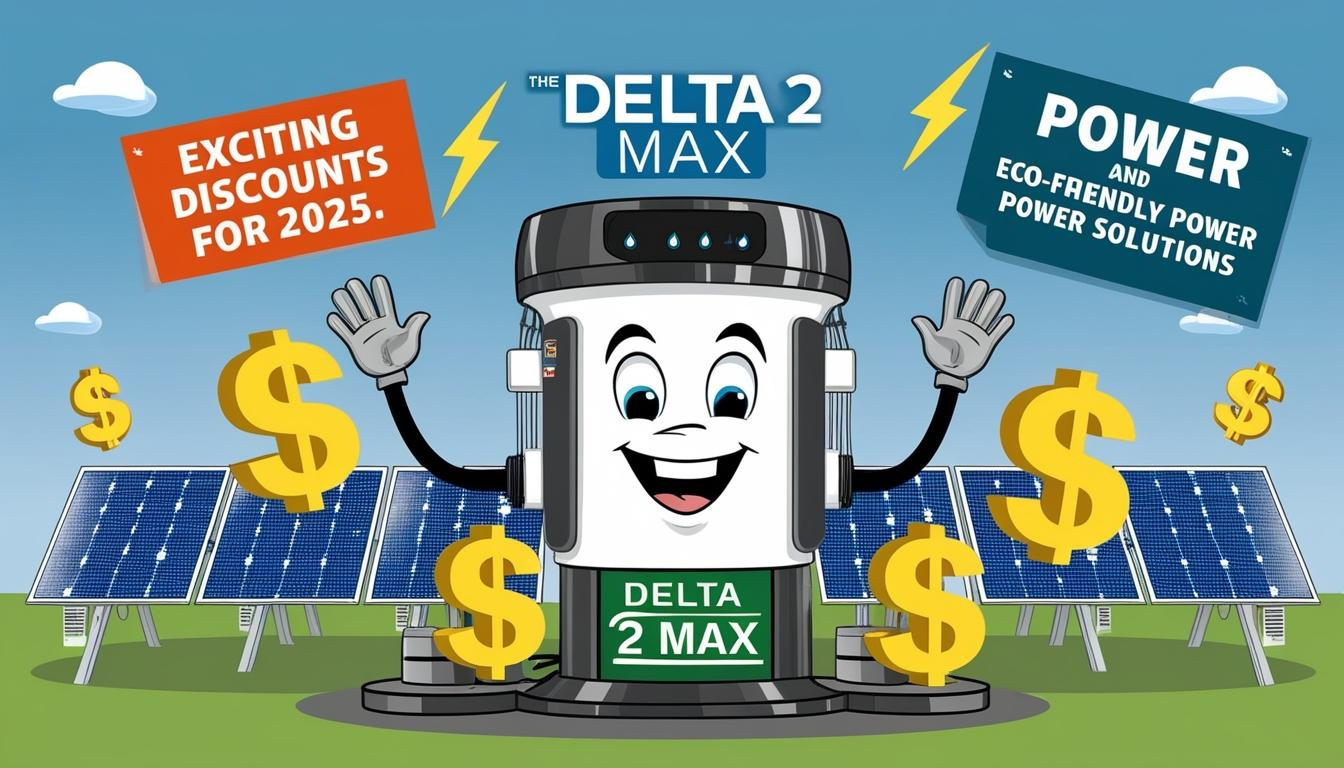 EXCITING
DISCOUNTS
FOR 2025.
THE DELTA 2
MAX
POWER
AND
ECO-FRENDLY POWER
POWER SOLUTIONS
DELTA
2 MAX